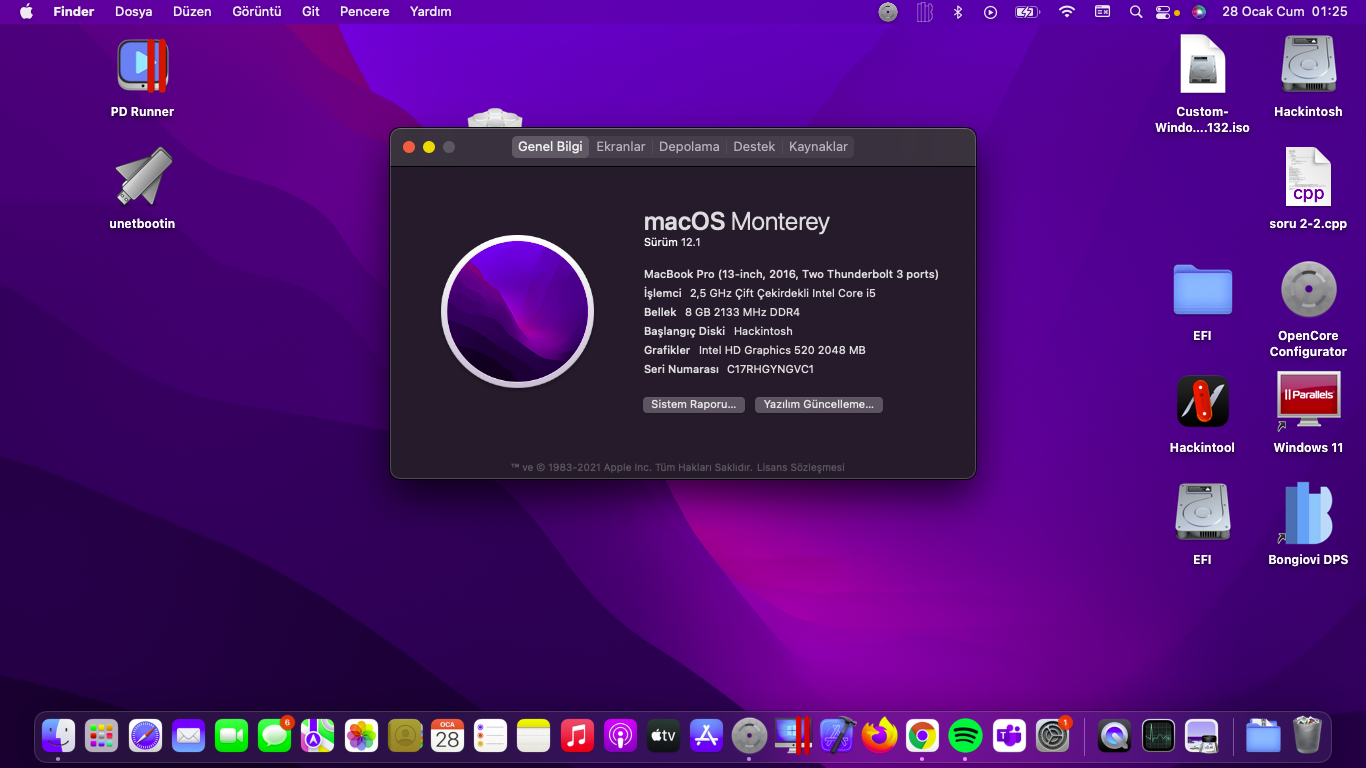 Finder Dosya Düzen Görüntü Git Pencere Yardım 28 Ocak Cum 01:25
PD Runner
unetbootin
Custom-
Windo....132.iso
Hackintosh
cpp
soru 2-2.cpp
EFI
OpenCore
Configurator
Hackintool
Parallels
Windows 11
EFI
Bongiovi DPS
Genel Bilgi Ekranlar Depolama Destek Kaynaklar
macOS Monterey
Sürüm 12.1
MacBook Pro (13-inch, 2016, Two Thunderbolt 3 ports)
İşlemci 2,5 GHz Çift Çekirdekli Intel Core i5
Bellek 8 GB 2133 MHz DDR4
Başlangıç Diski Hackintosh
Grafikler Intel HD Graphics 520 2048 MB
Seri Numarası C17RHGYNGVC1
Sistem Raporu... Yazılım Güncelleme...
™ ve © 1983-2021 Apple Inc. Tüm Hakları Saklıdır. Lisans Sözleşmesi
6
OCA
28
tv
1